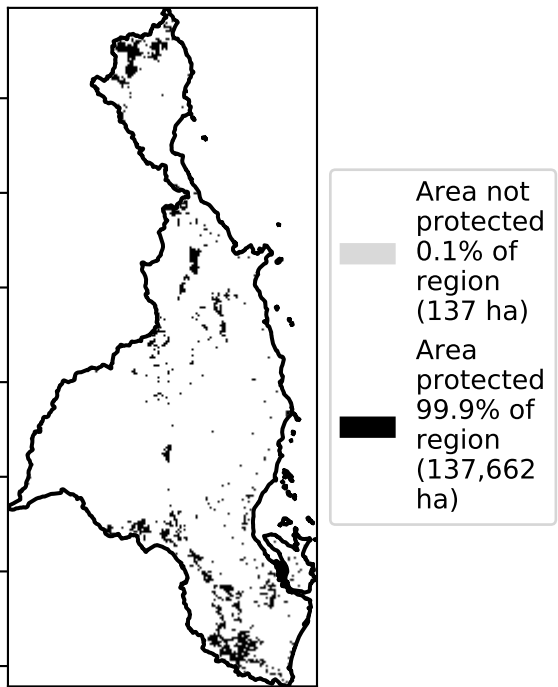 Area not
protected
0.1% of
region
(137 ha)
Area
protected
99.9% of
region
(137,662
ha)